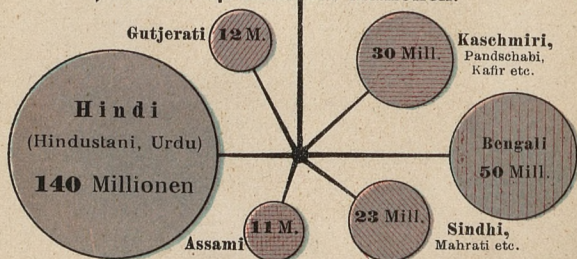 Gutjerati
12 M.
30 Mill.
Kaschmiri,
Pandschabi,
Kafir etc.
Hindi
(Hindustani, Urdu)
140 Millionen
Bengali
50 Mill.
Assami
11 M.
23 Mill.
Sindhi,
Mahrati etc.